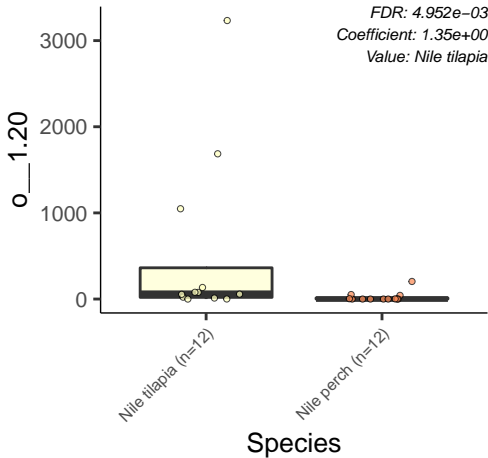 FDR: 4.952e−03
Coefficient: 1.35e+00
Value: Nile tilapia
3000
2000
1000
0
o__1.20
Nile tilapia (n=12)
Nile perch (n=12)
Species